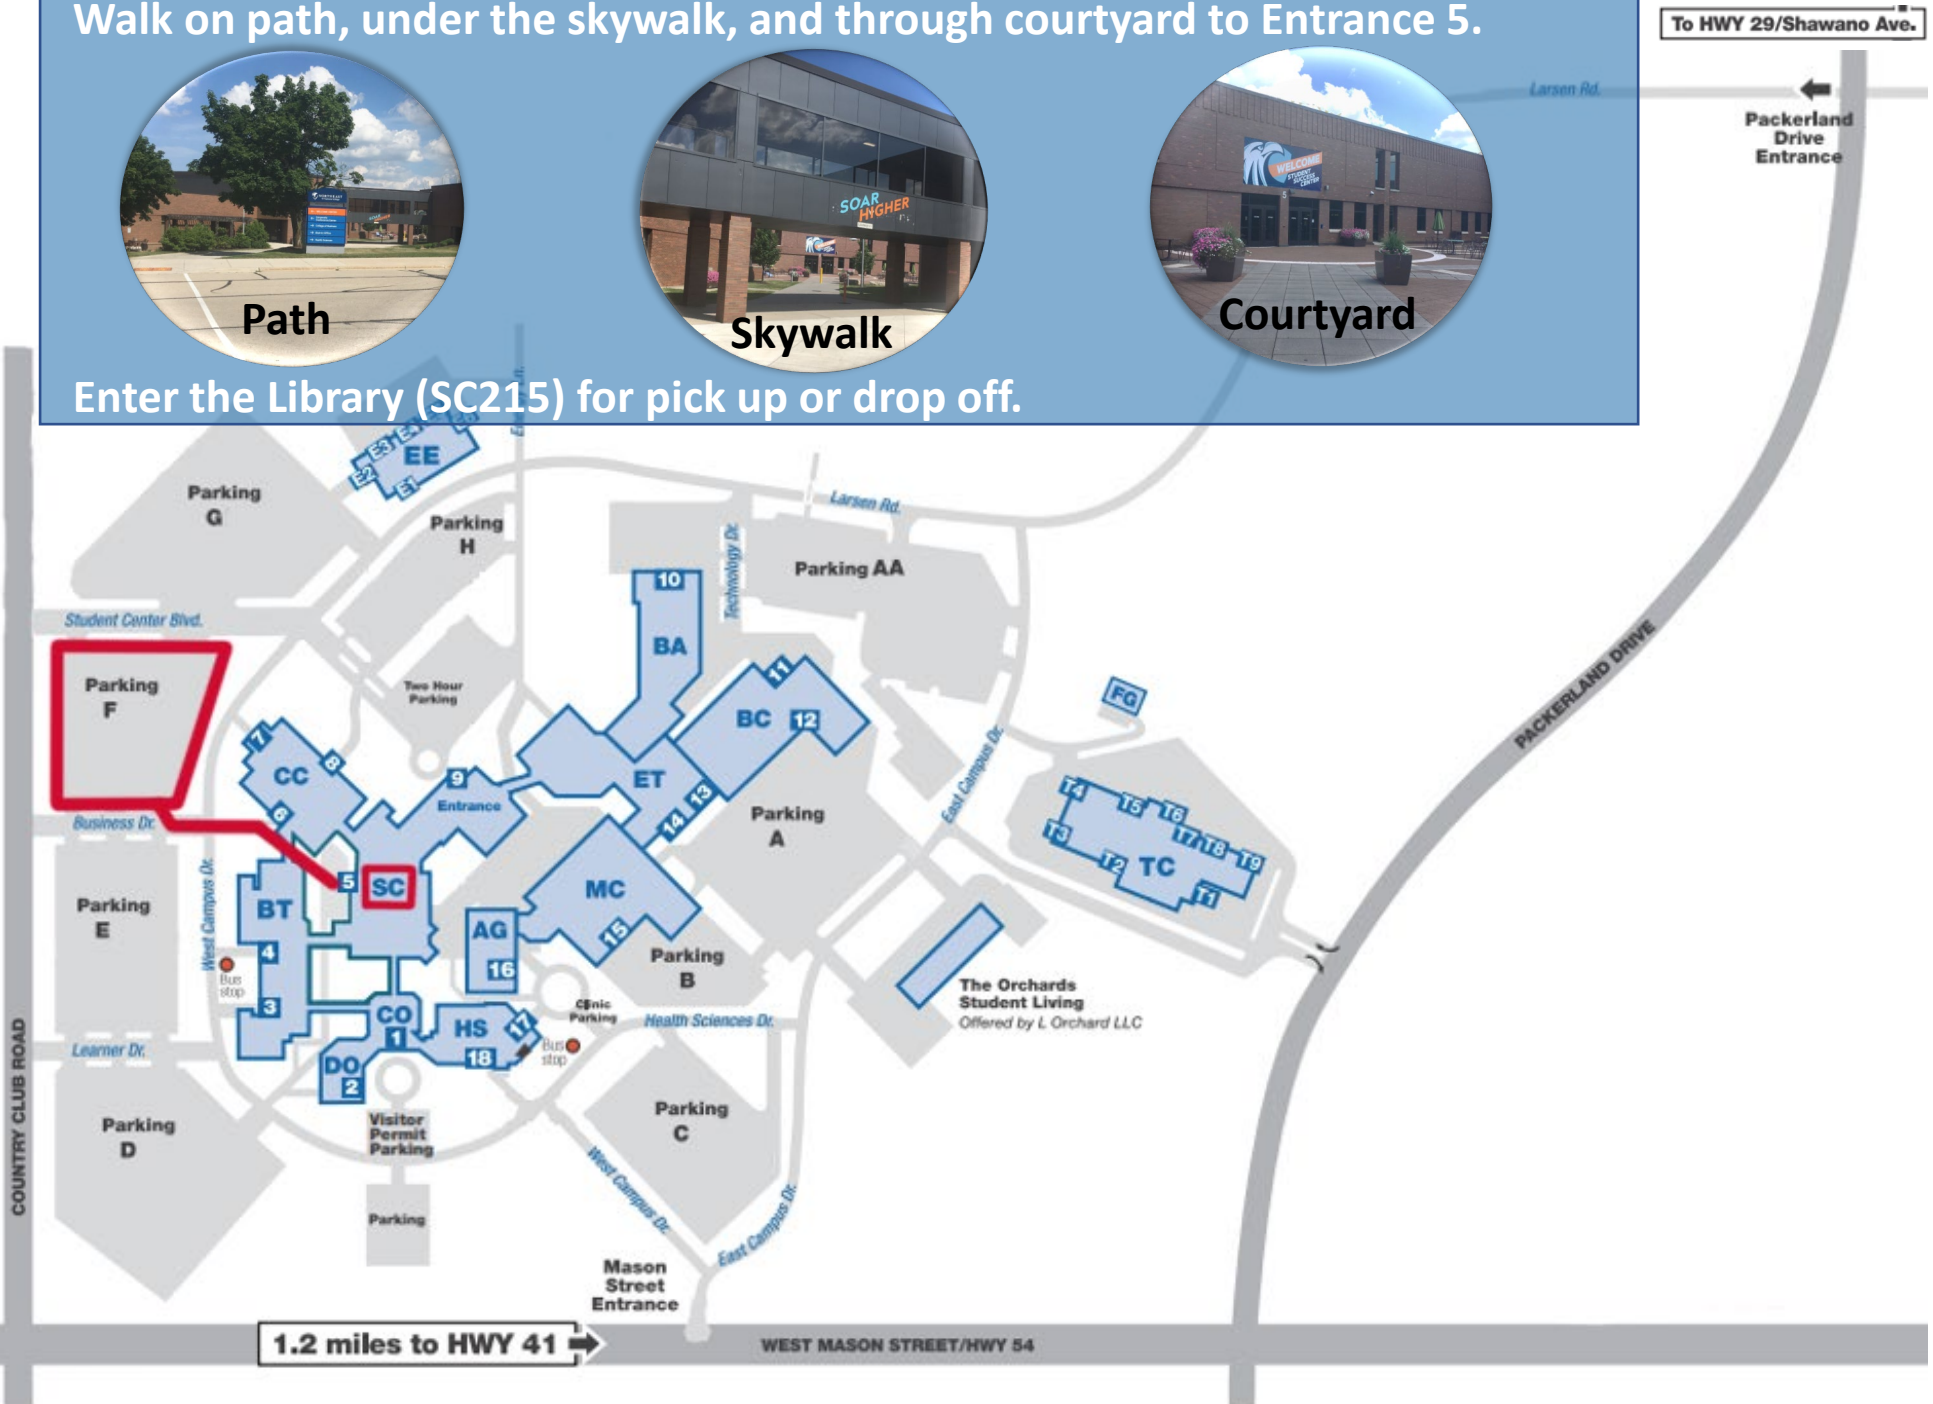 Walk on path, under the skywalk, and through courtyard to Entrance 5.
To HWY 29/Shawano Ave.
Larsen Rd.
Packerland
Drive
Entrance
WELCOME
STUDENT
SUCCESS
CENTER
5
SOAR
HIGHER
Path
Skywalk
Courtyard
Enter the Library (SC215) for pick up or drop off.
E3
E2
E1
EE
Parking
G
Parking
H
Larsen Rd.
Technology Dr.
Parking AA
10
BA
Student Center Blvd.
Parking
F
Two Hour
Parking
11
BC
12
FG
PACKERLAND DRIVE
7
CC
8
6
9
Entrance
ET
13
14
Parking
A
East Campus Dr.
T4
T5
T6
T3
T7
T8
T9
T2
TC
T1
Business Dr.
West Campus Dr.
5
SC
BT
Parking
E
MC
AG
15
16
4
3
Bus
stop
Parking
B
The Orchards
Student Living
Offered by L Orchard LLC
Clinic
Parking
Health Sciences Dr.
CO
1
HS
17
18
Bus
stop
Learner Dr.
DO
2
COUNTRY CLUB ROAD
Parking
D
Visitor
Permit
Parking
Parking
C
Parking
West Campus Dr.
East Campus Dr.
Mason
Street
Entrance
1.2 miles to HWY 41
WEST MASON STREET/HWY 54